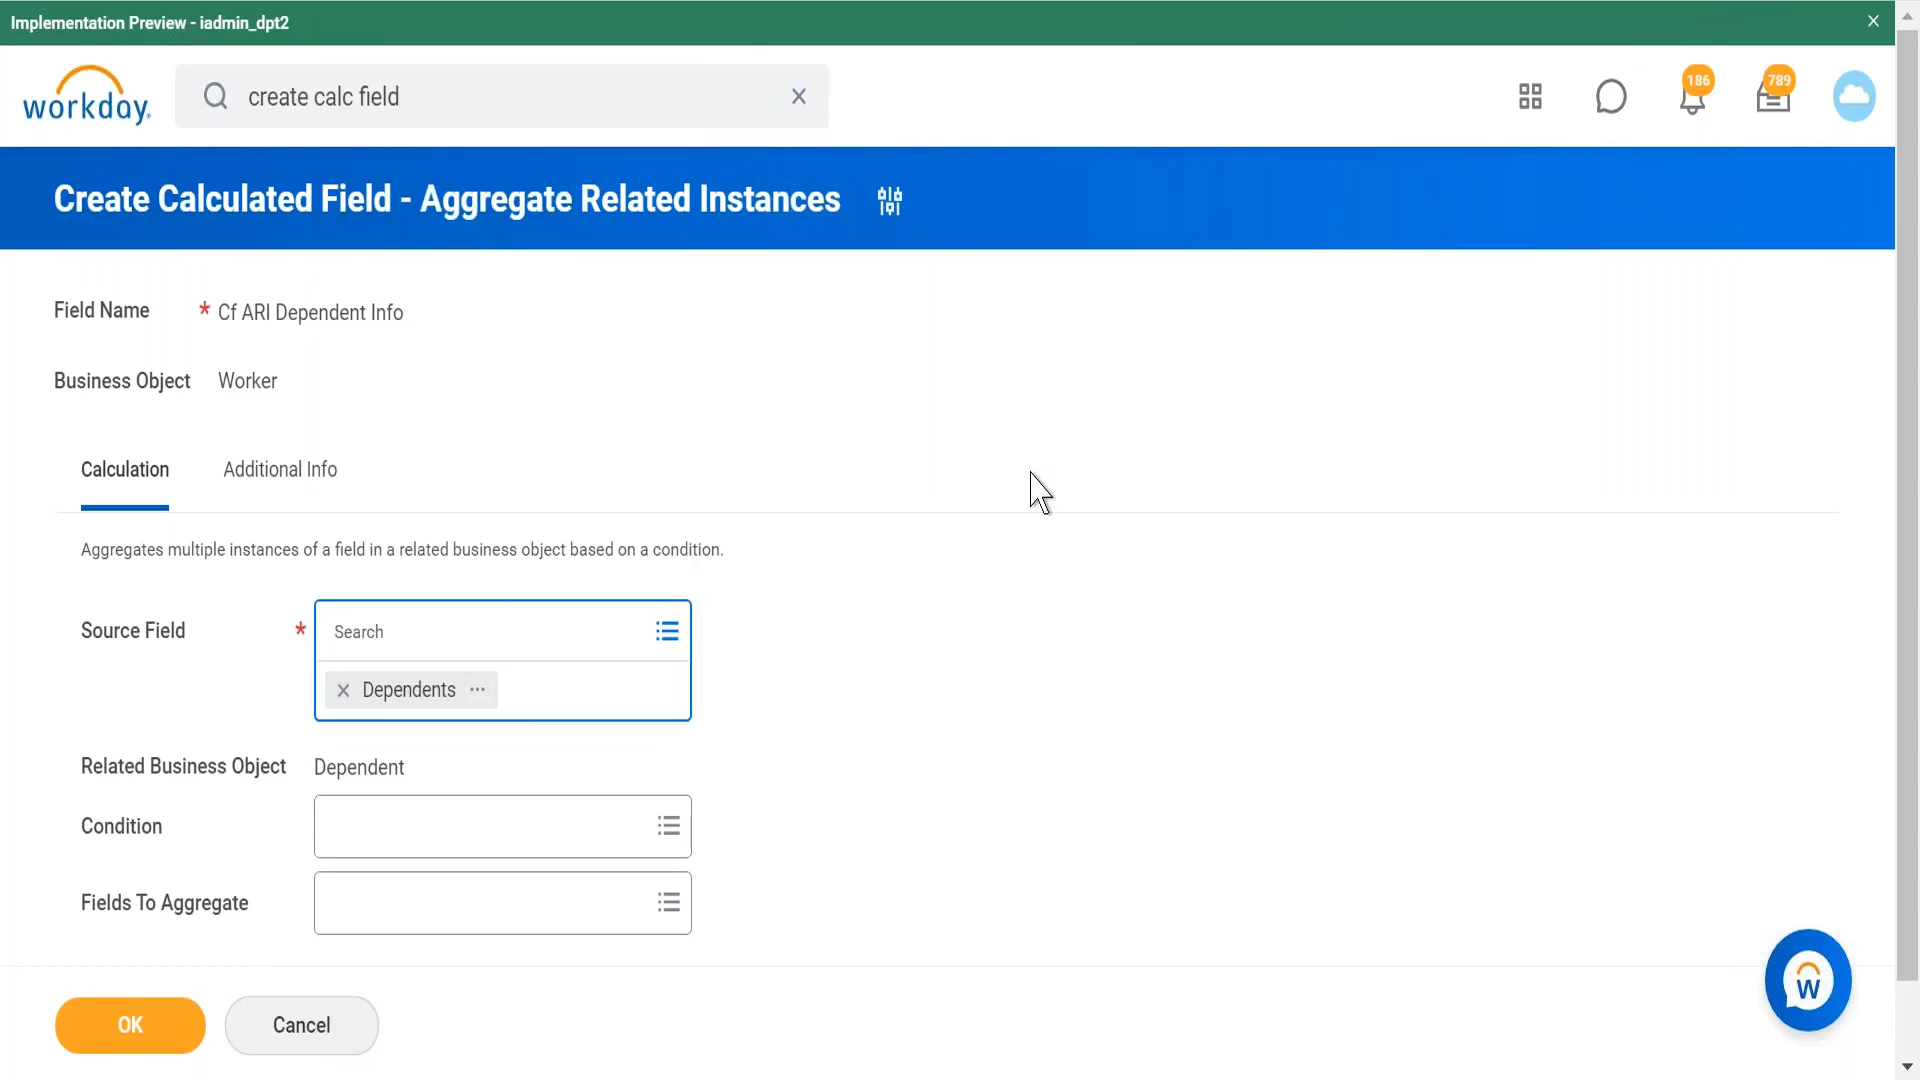 Implementation Preview - iadmin_dpt2
workday.
create calc field
186
789
Create Calculated Field - Aggregate Related Instances
Field Name * Cf ARI Dependent Info
Business Object Worker
Calculation Additional Info
Aggregates multiple instances of a field in a related business object based on a condition.
Source Field * Search
Dependents
Related Business Object Dependent
Condition
Fields To Aggregate
W
OK Cancel